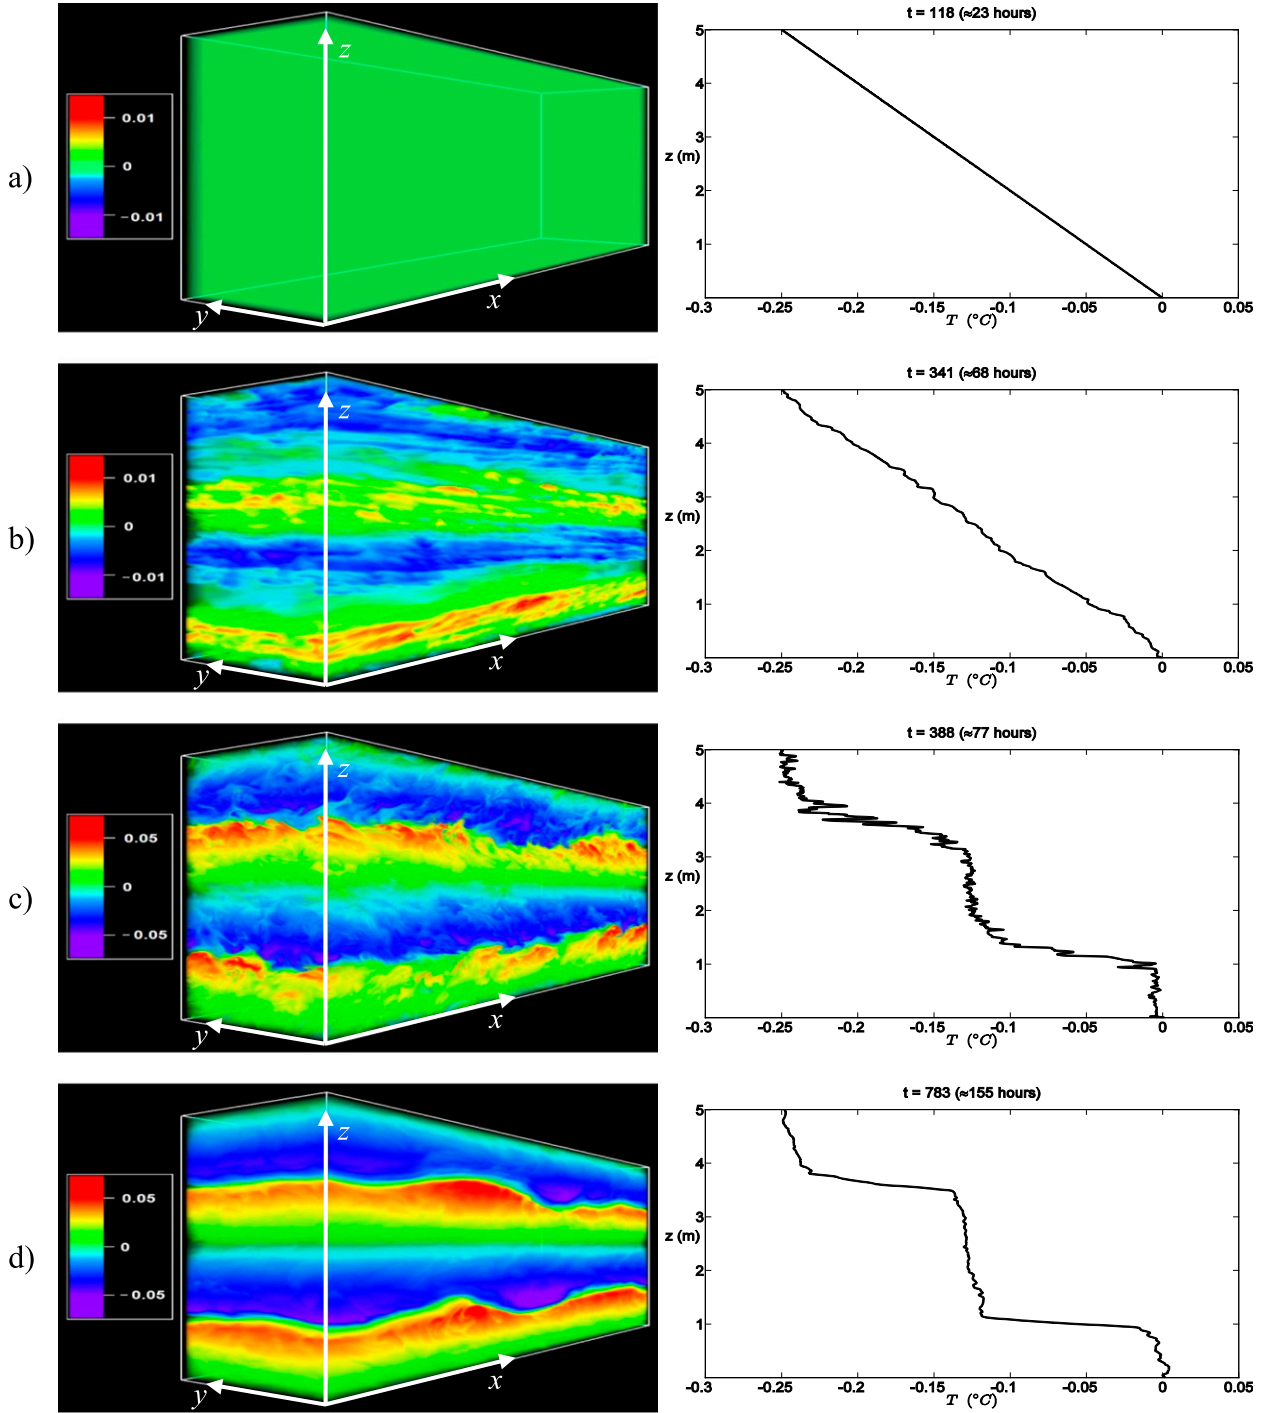 a)
0.01
0
−0.01
z
y
x
t = 118 (≈23 hours)
5
4
3
2
1
z (m)
-0.3 -0.25 -0.2 -0.15 -0.1 -0.05 0 0.05
T (°C)
b)
0.01
0
−0.01
z
y
x
t = 341 (≈68 hours)
5
4
3
2
1
z (m)
-0.3 -0.25 -0.2 -0.15 -0.1 -0.05 0 0.05
T (°C)
c)
0.05
0
−0.05
z
y
x
t = 388 (≈77 hours)
5
4
3
2
1
z (m)
-0.3 -0.25 -0.2 -0.15 -0.1 -0.05 0 0.05
T (°C)
d)
0.05
0
−0.05
z
y
x
t = 783 (≈155 hours)
5
4
3
2
1
z (m)
-0.3 -0.25 -0.2 -0.15 -0.1 -0.05 0 0.05
T (°C)